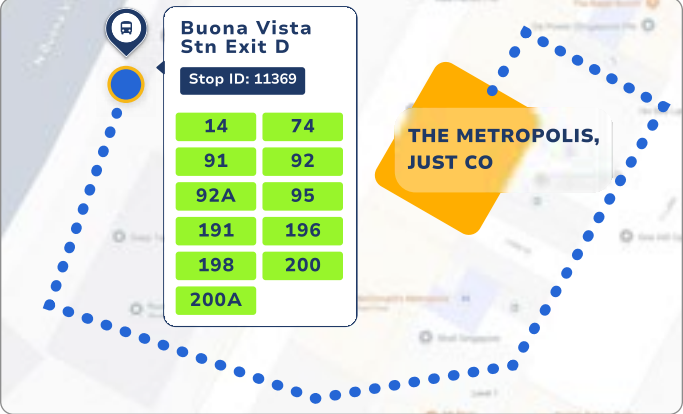 Buona Vista
Stn Exit D
Stop ID: 11369
14 74
91 92
92A 95
191 196
198 200
200A
THE METROPOLIS,
JUST CO